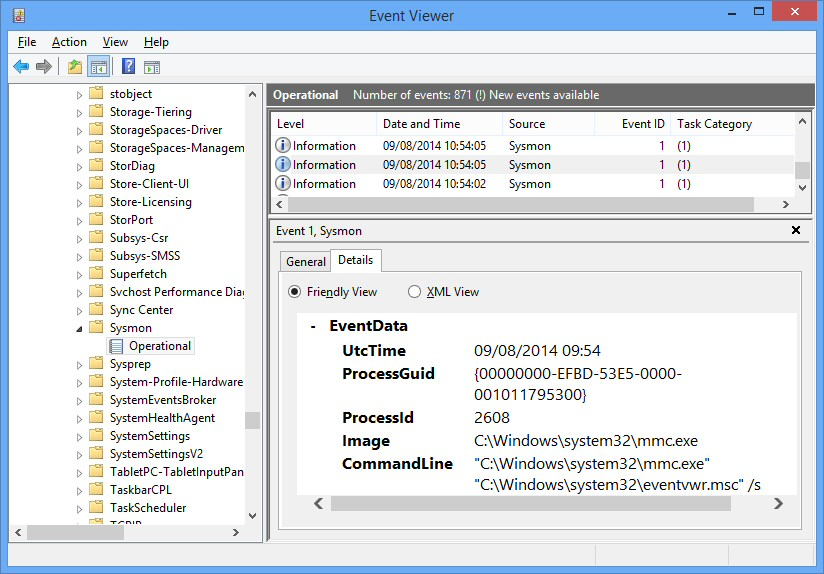 Event Viewer
File Action View Help
stobject
Storage-Tiering
StorageSpaces-Driver
StorageSpaces-Managem
StorDiag
Store-Client-UI
Store-Licensing
StorPort
Subsys-Csr
Subsys-SMSS
Superfetch
Svchost Performance Dia
Sync Center
Sysmon
Operational
Sysprep
System-Profile-Hardware
SystemEventsBroker
SystemHealthAgent
SystemSettings
SystemSettingsV2
TabletPC-TabletInputPan
TaskbarCPL
TaskScheduler
Operational Number of events: 871 (!) New events available
Level Date and Time Source Event ID Task Category
Information 09/08/2014 10:54:05 Sysmon 1 (1)
Information 09/08/2014 10:54:05 Sysmon 1 (1)
Information 09/08/2014 10:54:02 Sysmon 1 (1)
Event 1, Sysmon
General Details
Friendly View XML View
- EventData
UtcTime 09/08/2014 09:54
ProcessGuid {00000000-EFBD-53E5-0000-
001011795300}
ProcessId 2608
Image C:\Windows\system32\mmc.exe
CommandLine "C:\Windows\system32\mmc.exe"
"C:\Windows\system32\eventvwr.msc" /s